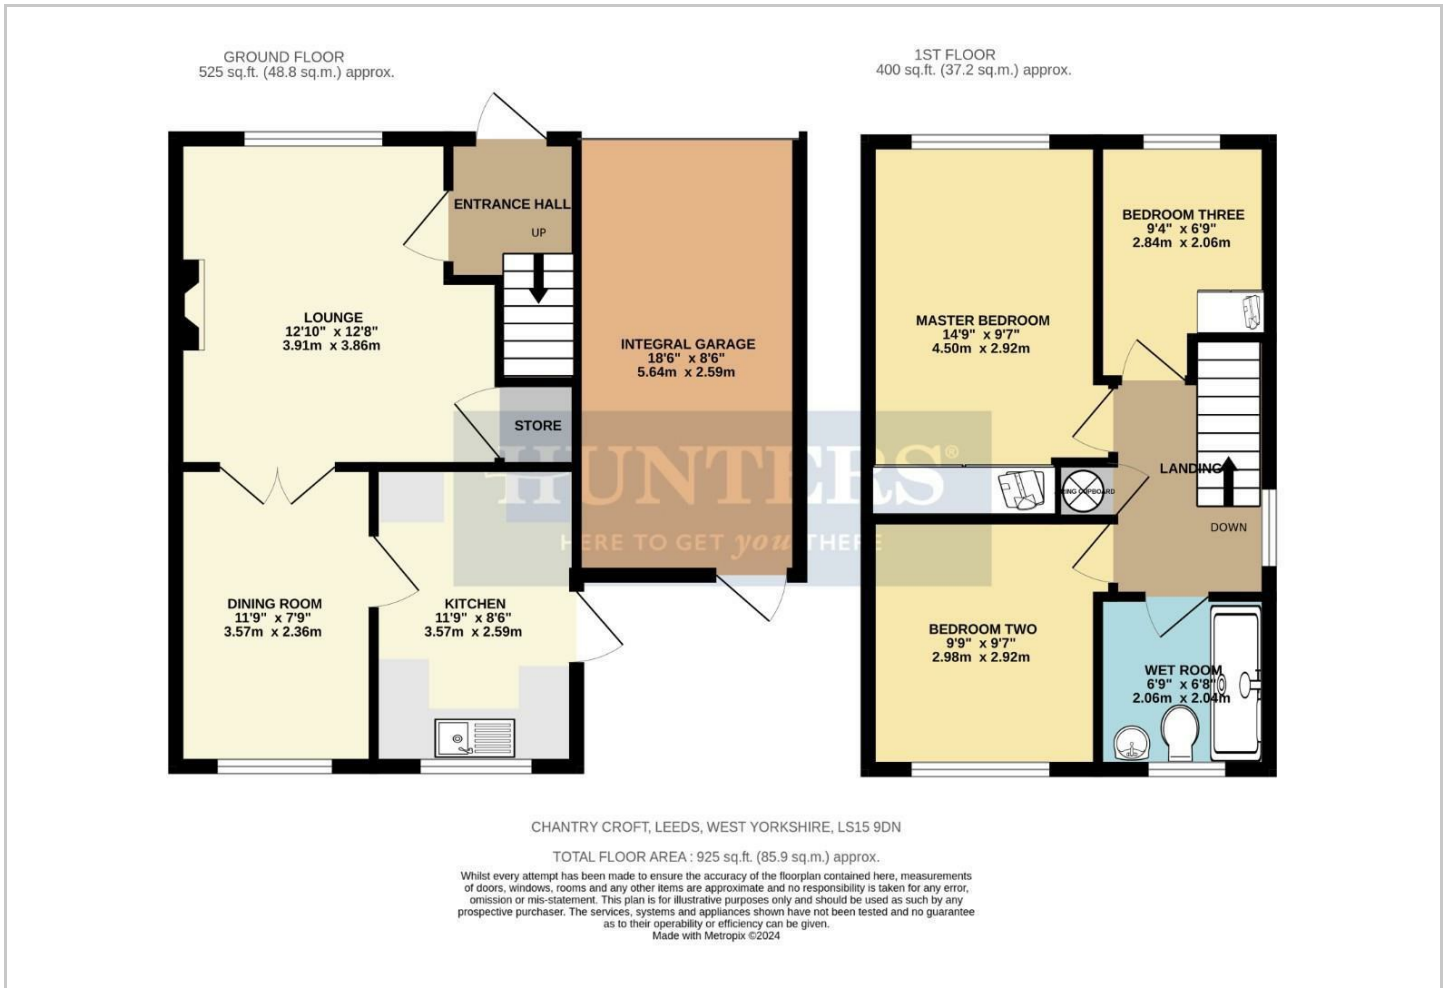 GROUND FLOOR
525 sq.ft. (48.8 sq.m.) approx.
1ST FLOOR
400 sq.ft. (37.2 sq.m.) approx.
ENTRANCE HALL
UP
LOUNGE
12'10" x 12'8"
3.91m x 3.86m
INTEGRAL GARAGE
18'6" x 8'6"
5.64m x 2.59m
STORE
DINING ROOM
11'9" x 7'9"
3.57m x 2.36m
KITCHEN
11'9" x 8'6"
3.57m x 2.59m
BEDROOM THREE
9'4" x 6'9"
2.84m x 2.06m
MASTER BEDROOM
14'9" x 9'7"
4.50m x 2.92m
LANDING
CUPBOARD
DOWN
BEDROOM TWO
9'9" x 9'7"
2.98m x 2.92m
WET ROOM
6'9" x 6'8"
2.06m x 2.04m
HUNTERS®
HERE TO GET you THERE
CHANTRY CROFT, LEEDS, WEST YORKSHIRE, LS15 9DN
TOTAL FLOOR AREA : 925 sq.ft. (85.9 sq.m.) approx.
Whilst every attempt has been made to ensure the accuracy of the floorplan contained here, measurements
of doors, windows, rooms and any other items are approximate and no responsibility is taken for any error,
omission or mis-statement. This plan is for illustrative purposes only and should be used as such by any
prospective purchaser. The services, systems and appliances shown have not been tested and no guarantee
as to their operability or efficiency can be given.
Made with Metropix ©2024